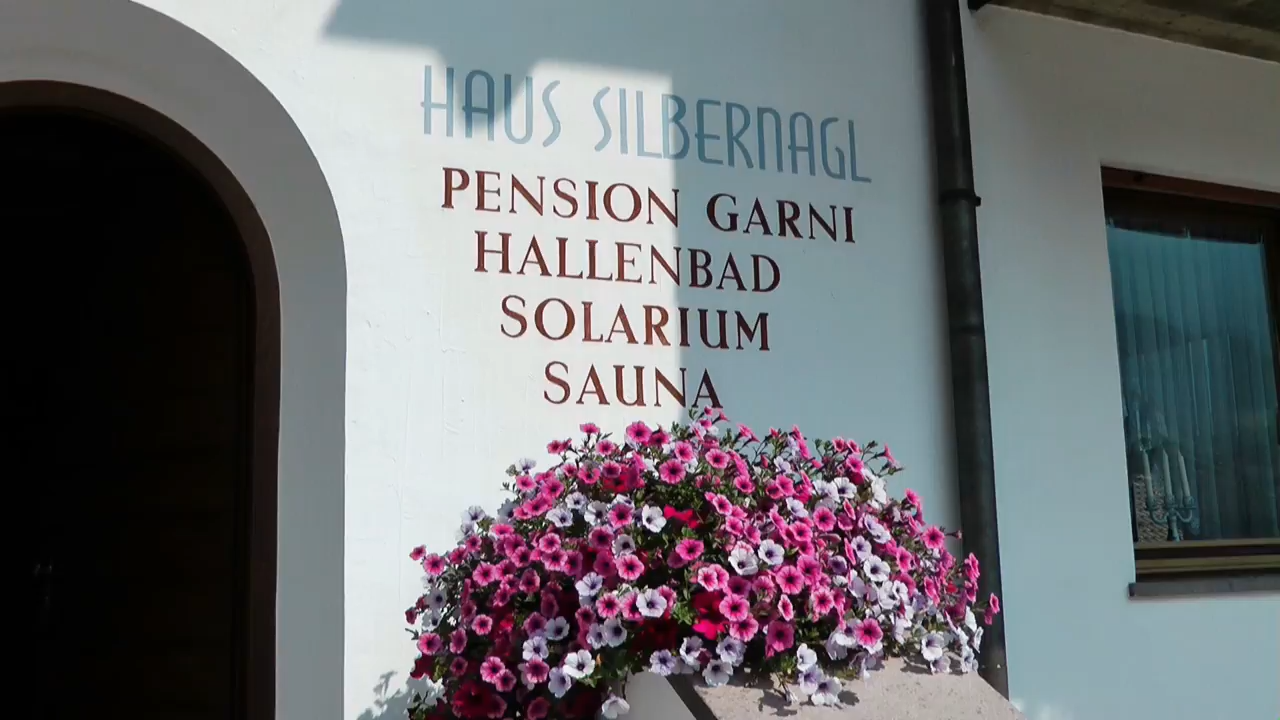 HAUS SILBERNAGL
PENSION GARNI
HALLENBAD
SOLARIUM
SAUNA